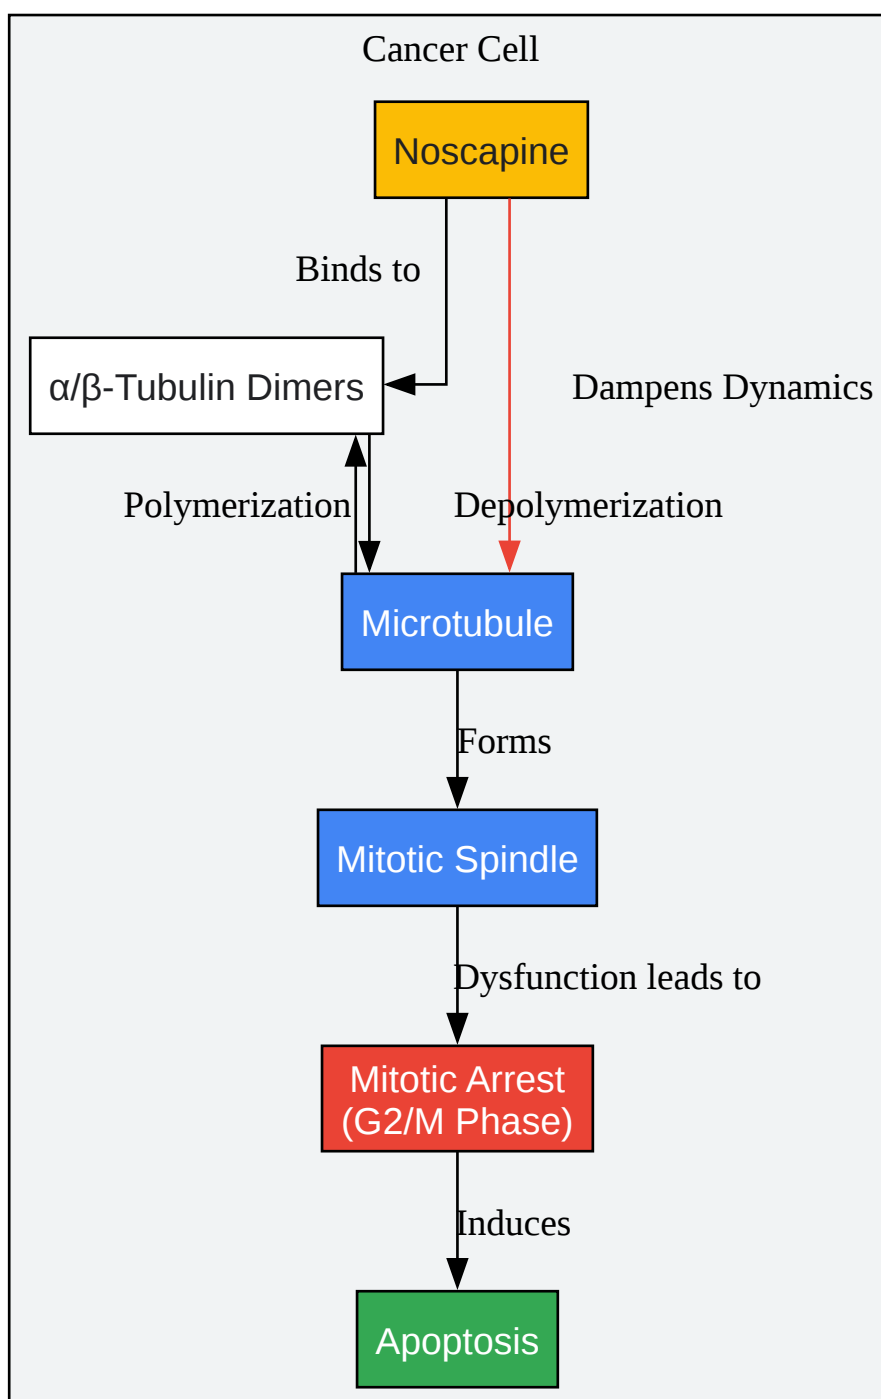 Cancer Cell
Noscapine
Binds to
α/β-Tubulin Dimers
Dampens Dynamics
Polymerization
Depolymerization
Microtubule
Forms
Mitotic Spindle
Dysfunction leads to
Mitotic Arrest
(G2/M Phase)
Induces
Apoptosis